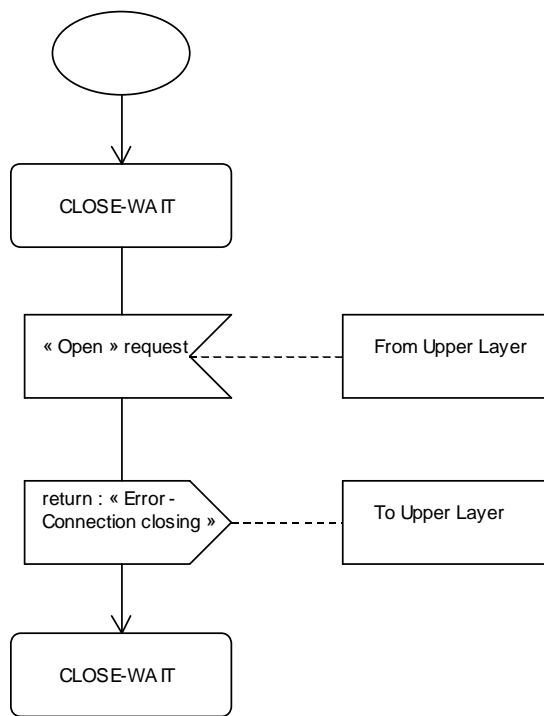 CLOSE-WAIT
« Open » request
From Upper Layer
return : « Error -
Connection closing »
To Upper Layer
CLOSE-WAIT